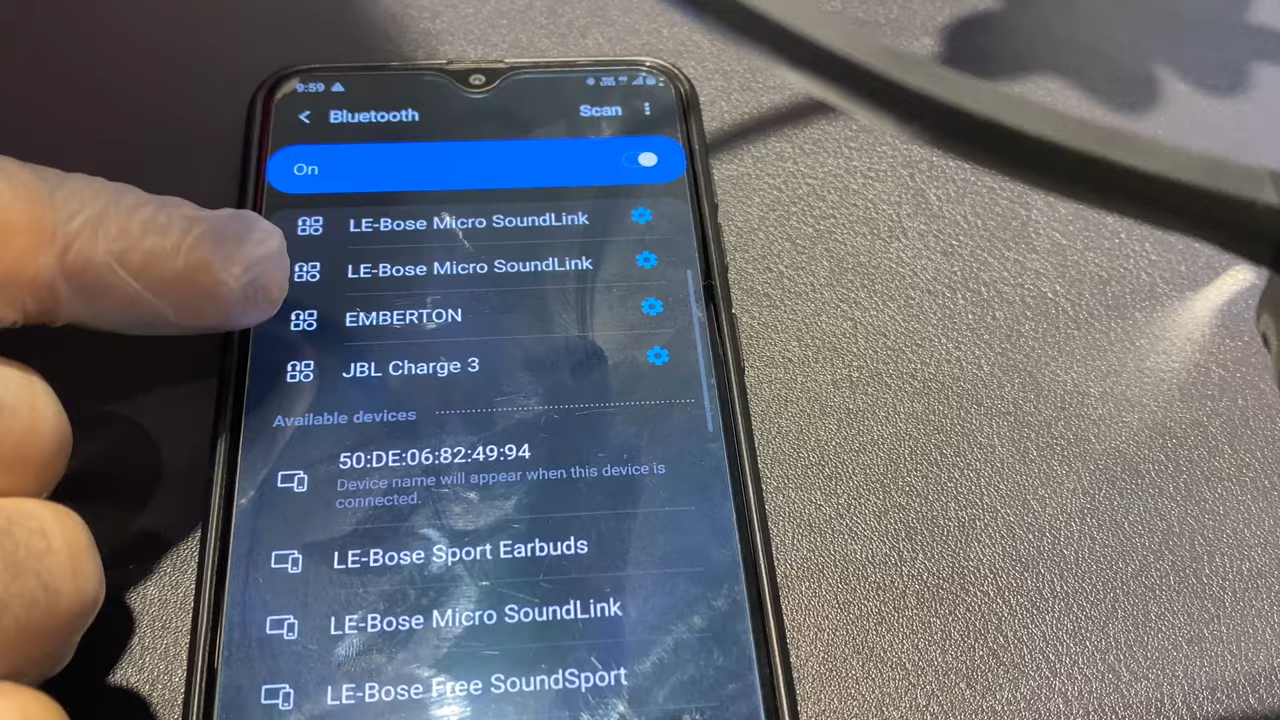 9:59
Bluetooth
Scan
On
LE-Bose Micro SoundLink
LE-Bose Micro SoundLink
EMBERTON
JBL Charge 3
Available devices
50:DE:06:82:49:94
Device name will appear when this device is
connected.
LE-Bose Sport Earbuds
LE-Bose Micro SoundLink
LE-Bose Free SoundSport